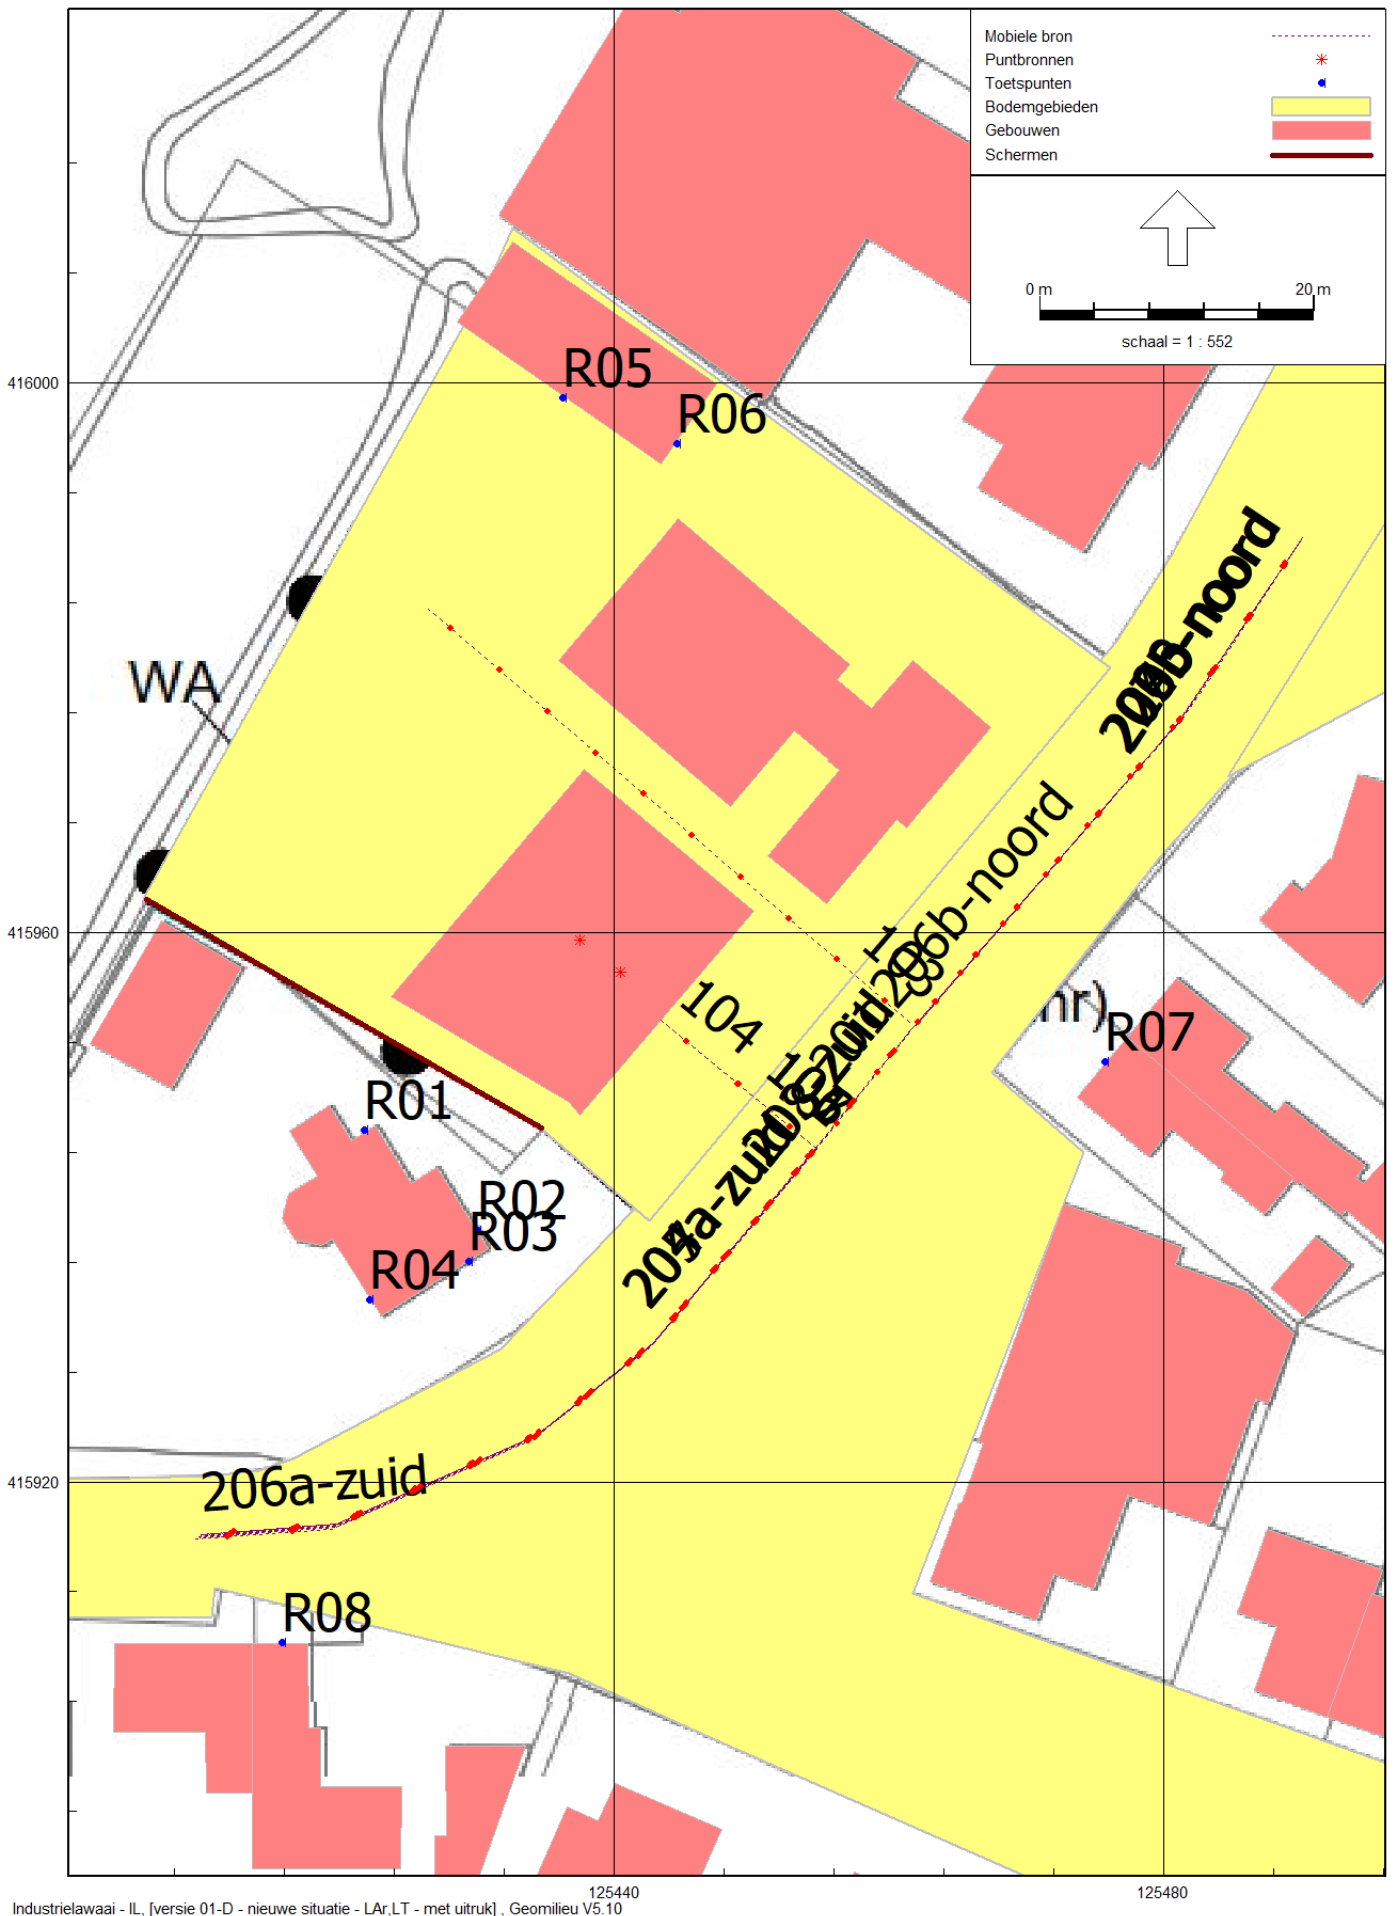 Mobiele bron
Puntbronnen
Toetspunten
Bodemgebieden
Gebouwen
Schermen
0 m 20 m
schaal = 1 : 552
R05
416000
R06
WA
206b-noord
415960
104
R07
R01
R02
R03
R04
415920
206a-zuid
R08
125440 125480
Industrielawaai - IL, [versie 01-D - nieuwe situatie - LAr,LT - met uitruk] , Geomilieu V5.10